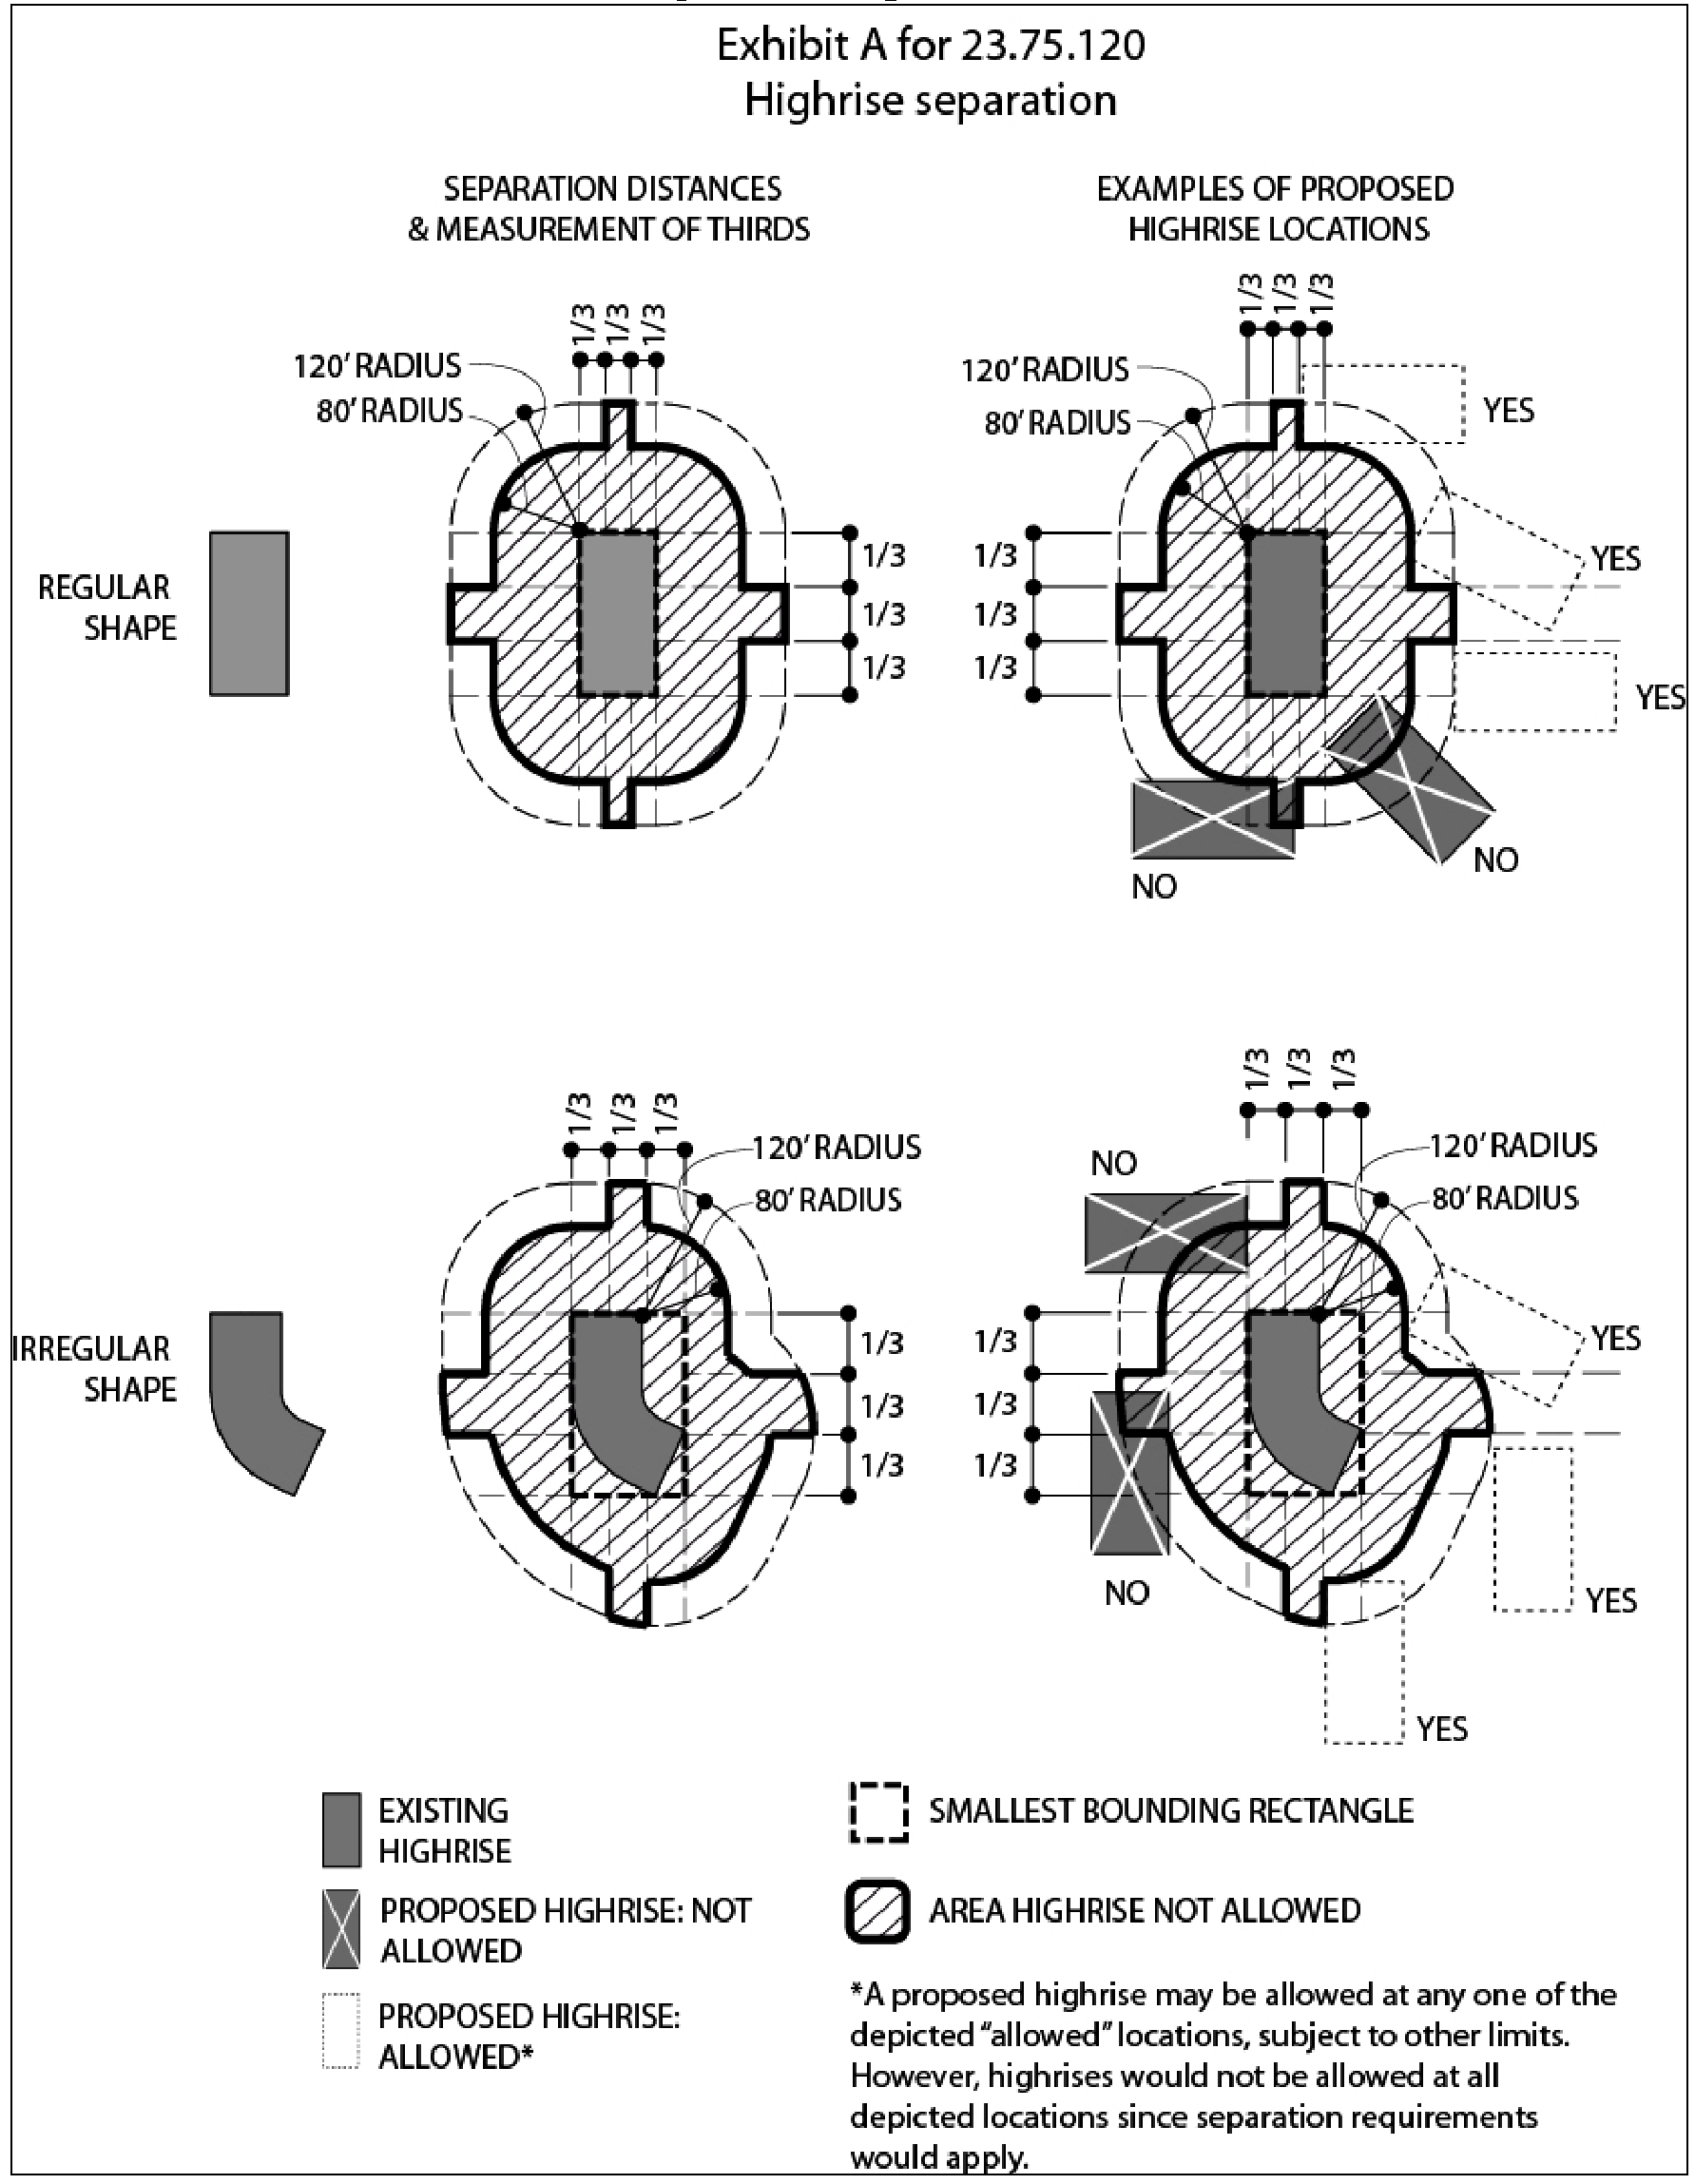 Exhibit A for 23.75.120
Highrise separation
SEPARATION DISTANCES
& MEASUREMENT OF THIRDS
EXAMPLES OF PROPOSED
HIGHRISE LOCATIONS
1/3
1/3
1/3
120' RADIUS
80' RADIUS
REGULAR
SHAPE
1/3
1/3
1/3
1/3
1/3
1/3
120' RADIUS
80' RADIUS
1/3
1/3
1/3
YES
YES
YES
NO
NO
1/3
1/3
1/3
120' RADIUS
80' RADIUS
IRREGULAR
SHAPE
1/3
1/3
1/3
1/3
1/3
1/3
NO
120' RADIUS
80' RADIUS
1/3
1/3
1/3
YES
NO
YES
YES
EXISTING
HIGHRISE
PROPOSED HIGHRISE: NOT
ALLOWED
PROPOSED HIGHRISE:
ALLOWED*
SMALLEST BOUNDING RECTANGLE
AREA HIGHRISE NOT ALLOWED
*A proposed highrise may be allowed at any one of the
depicted "allowed" locations, subject to other limits.
However, highrises would not be allowed at all
depicted locations since separation requirements
would apply.